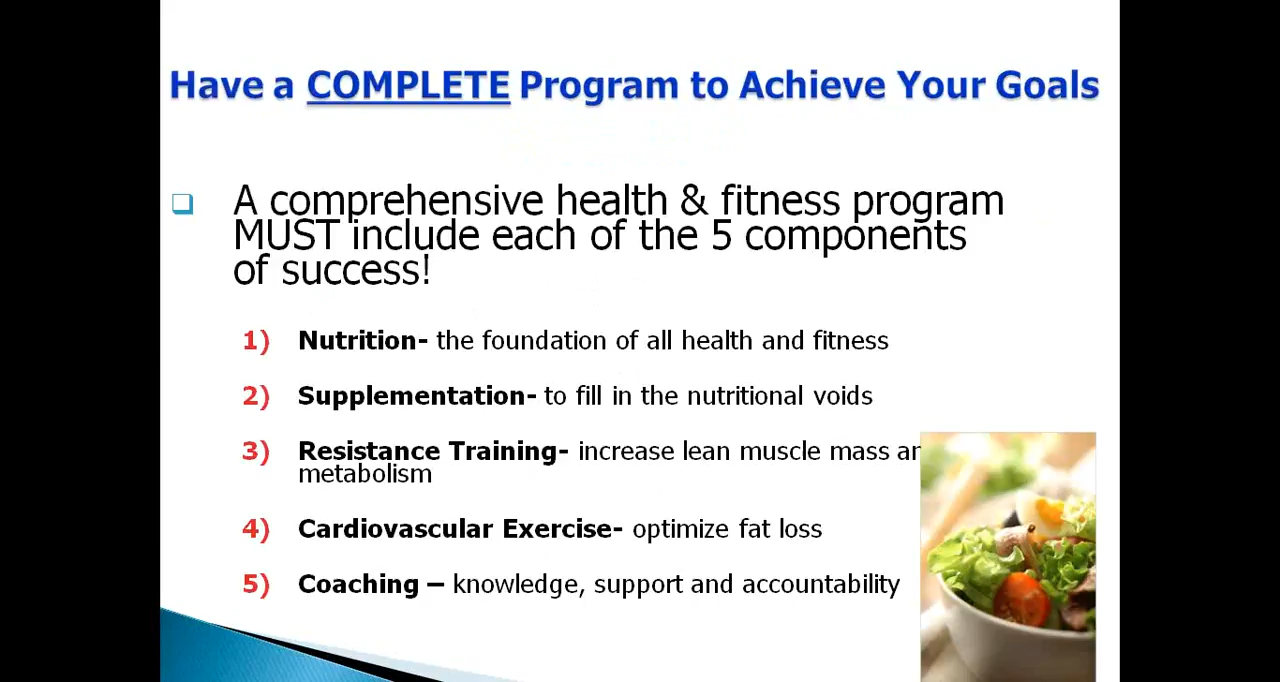 Have a COMPLETE Program to Achieve Your Goals
A comprehensive health & fitness program
MUST include each of the 5 components
of success!
1) Nutrition- the foundation of all health and fitness
2) Supplementation- to fill in the nutritional voids
3) Resistance Training- increase lean muscle mass
metabolism
4) Cardiovascular Exercise- optimize fat loss
5) Coaching – knowledge, support and accountability